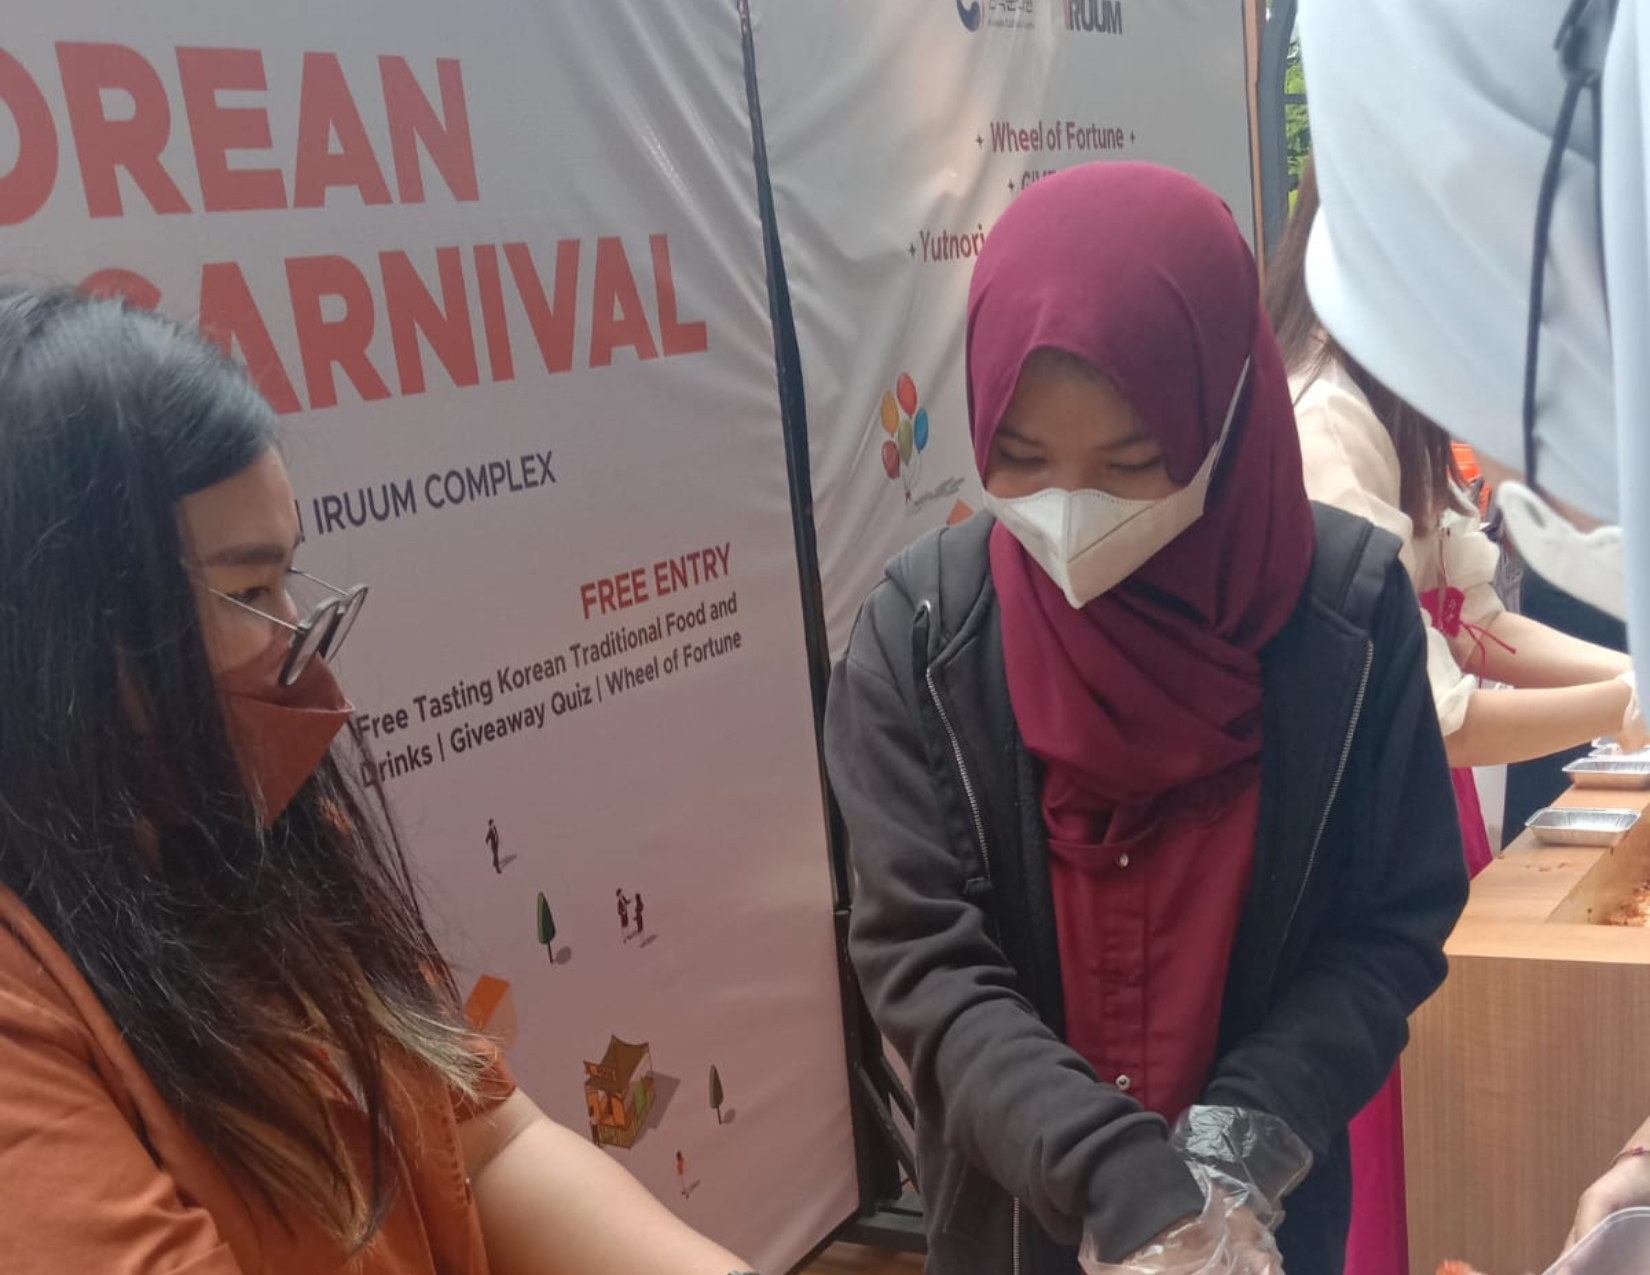 OREAN
CARNIVAL
IRUUM COMPLEX
FREE ENTRY
Free Tasting Korean Traditional Food and
Drinks | Giveaway Quiz | Wheel of Fortune
IRUUM
Wheel of Fortune
Yutnori